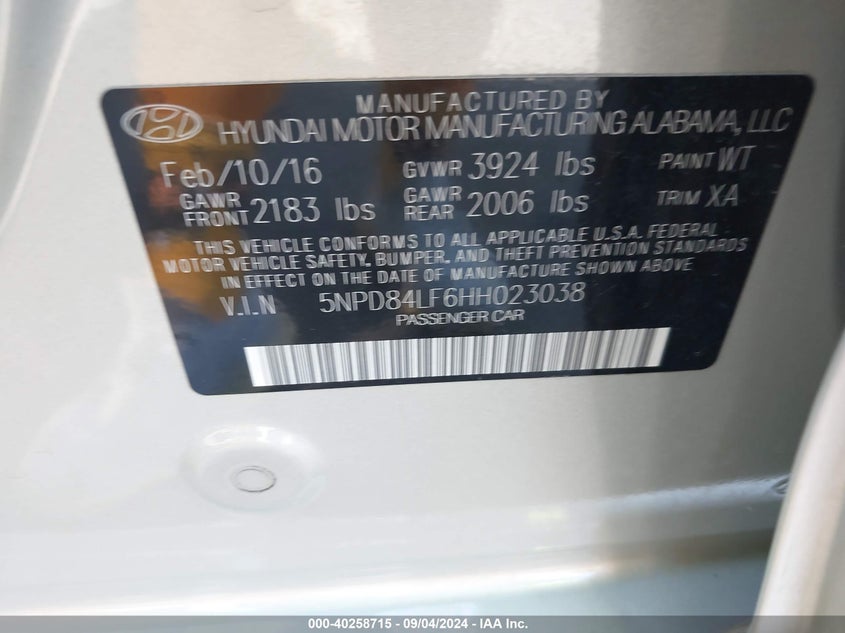 MANUFACTURED BY
HYUNDAI MOTOR MANUFACTURING ALABAMA, LLC
Feb/10/16 GVWR 3924 lbs PAINT WT
GAWR FRONT 2183 lbs GAWR REAR 2006 lbs TRIM XA
THIS VEHICLE CONFORMS TO ALL APPLICABLE U.S.A. FEDERAL
MOTOR VEHICLE SAFETY, BUMPER, AND THEFT PREVENTION STANDARDS
IN EFFECT ON THE DATE OF MANUFACTURE SHOWN ABOVE.
V.I.N 5NPD84LF6HH023038
PASSENGER CAR
000-40258715 - 09/04/2024 - IAA Inc.